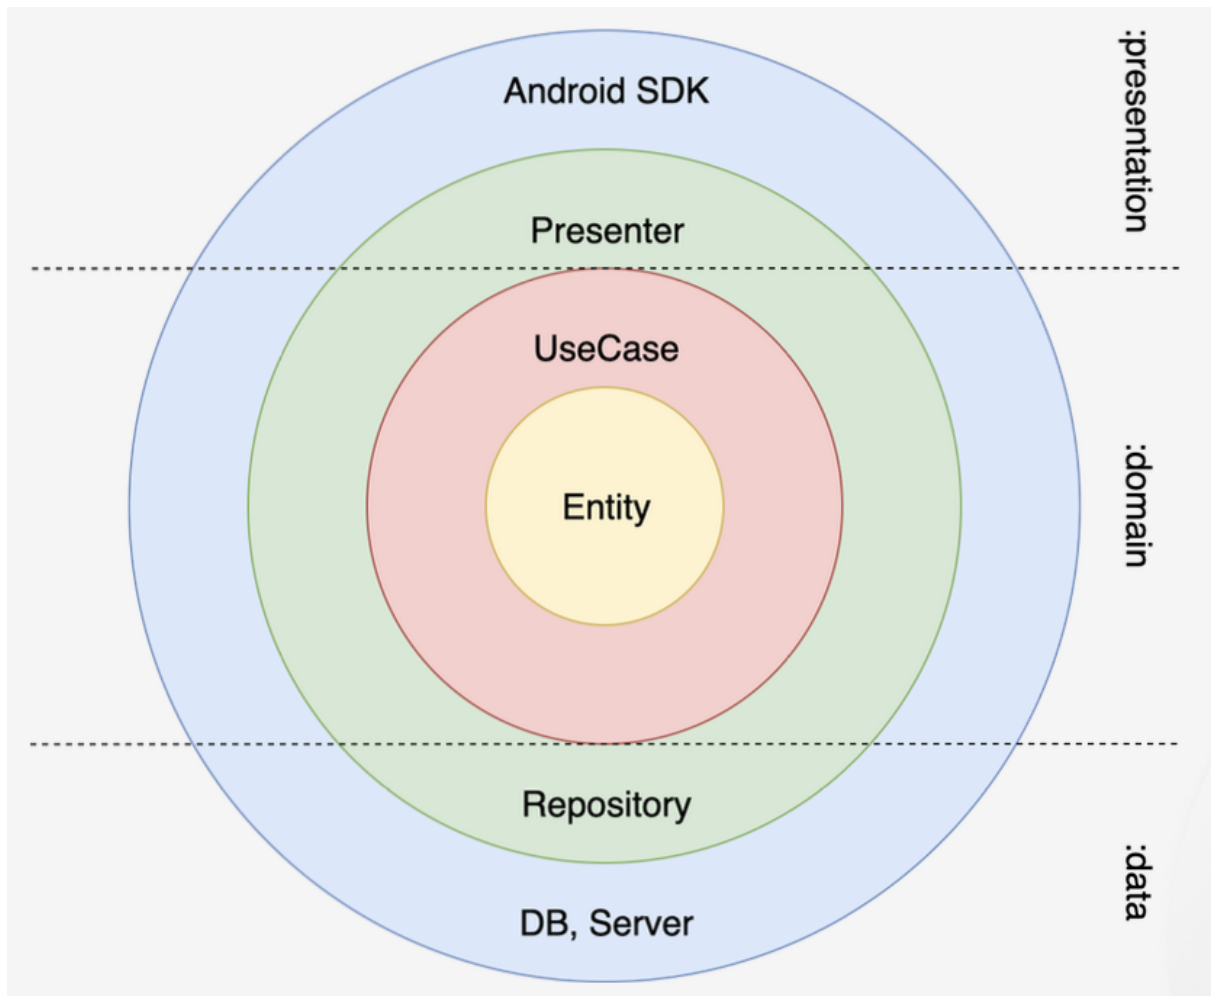 Android SDK
:presentation
Presenter
UseCase
Entity
:domain
Repository
:data
DB, Server